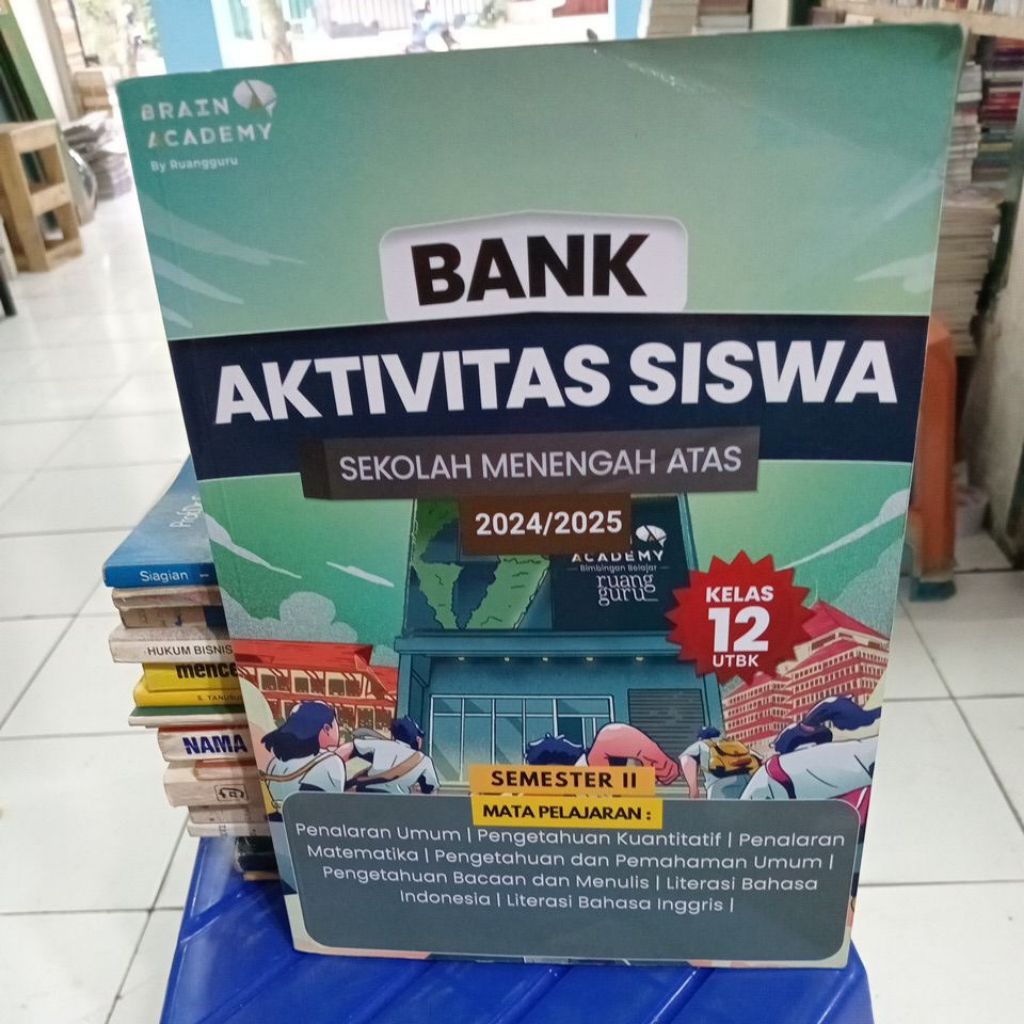 BRAIN
ACADEMY
By Ruangguru
BANK
AKTIVITAS SISWA
SEKOLAH MENENGAH ATAS
2024/2025
ACADEMY
Bimbingan Belajar
ruang
guru
KELAS
12
UTBK
SEMESTER II
MATA PELAJARAN :
Penalaran Umum | Pengetahuan Kuantitatif | Penalaran
Matematika | Pengetahuan dan Pemahaman Umum |
Pengetahuan Bacaan dan Menulis | Literasi Bahasa
Indonesia | Literasi Bahasa Inggris |
Siagian
HUKUM BISNIS
mence
NAMA